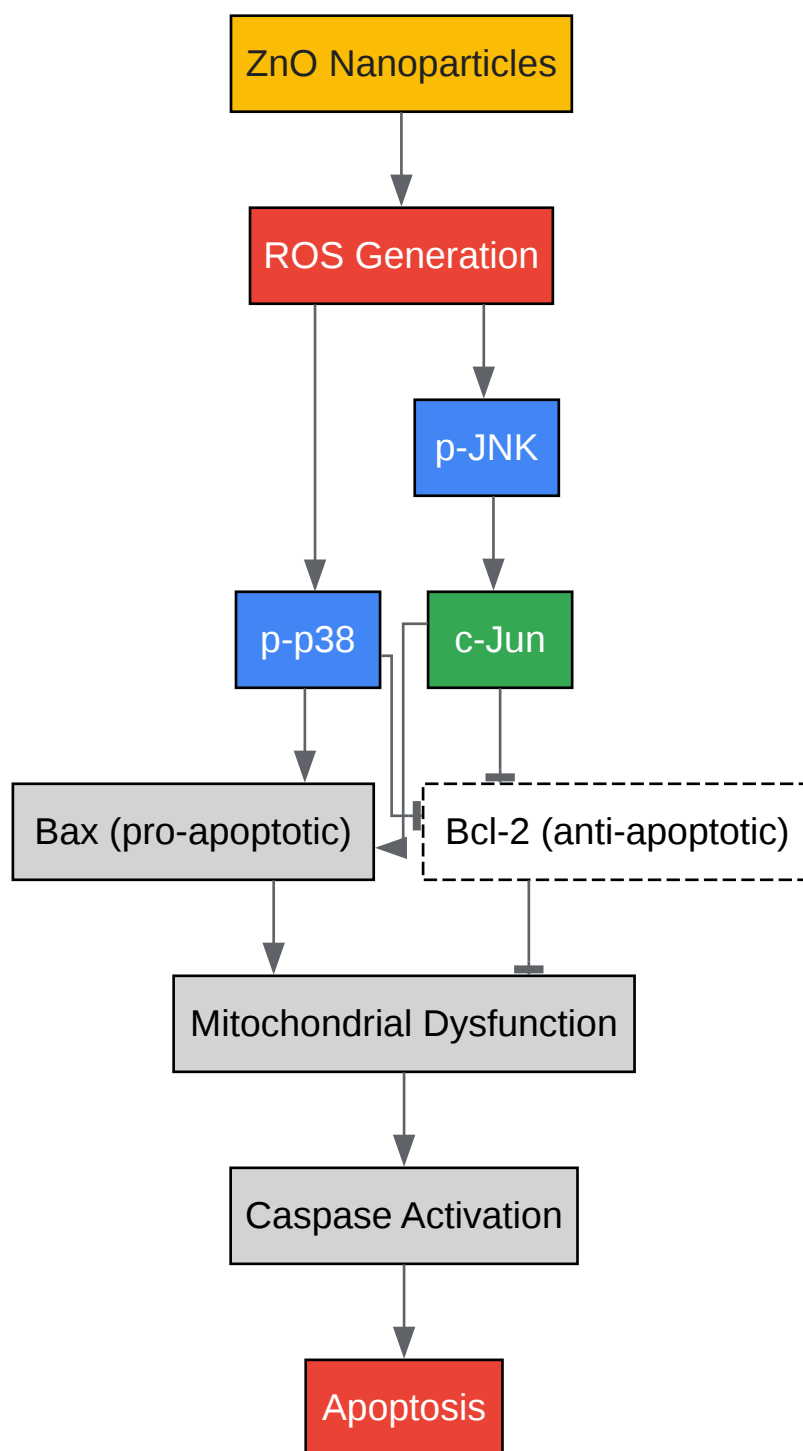 ZnO Nanoparticles
ROS Generation
p-JNK
p-p38
c-Jun
Bax (pro-apoptotic)
Bcl-2 (anti-apoptotic)
Mitochondrial Dysfunction
Caspase Activation
Apoptosis